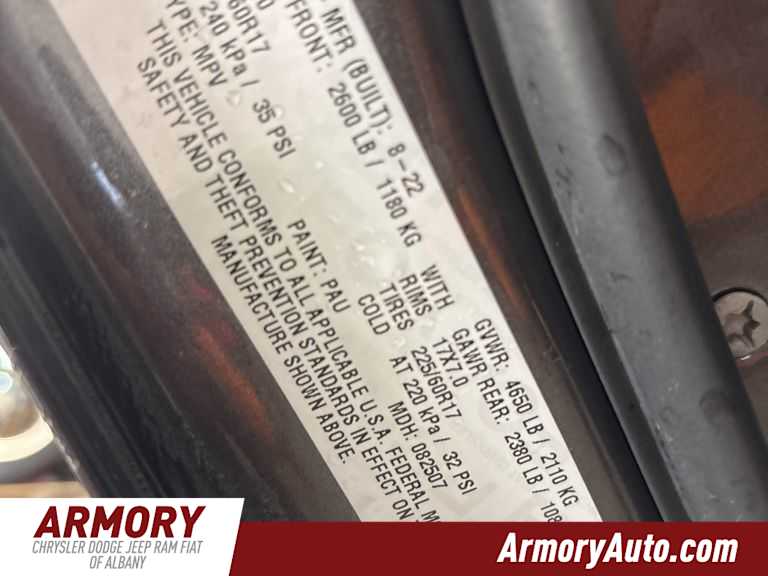 MFR (BUILT): 8-22 GVWR: 4650 LB / 2110 KG
FRONT: 2600 LB / 1180 KG WITH GAWR REAR: 2380 LB /
60R17 RIMS 17X7.0
240 kPa / 35 PSI TIRES 225/60R17
COLD AT 220 kPa / 32 PSI
TYPE: MPV PAINT: PAU MDH: 082507
THIS VEHICLE CONFORMS TO ALL APPLICABLE U.S.A. FEDERAL
SAFETY AND THEFT PREVENTION STANDARDS IN EFFECT ON
MANUFACTURE SHOWN ABOVE.
ARMORY
CHRYSLER DODGE JEEP RAM FIAT
OF ALBANY
ArmoryAuto.com